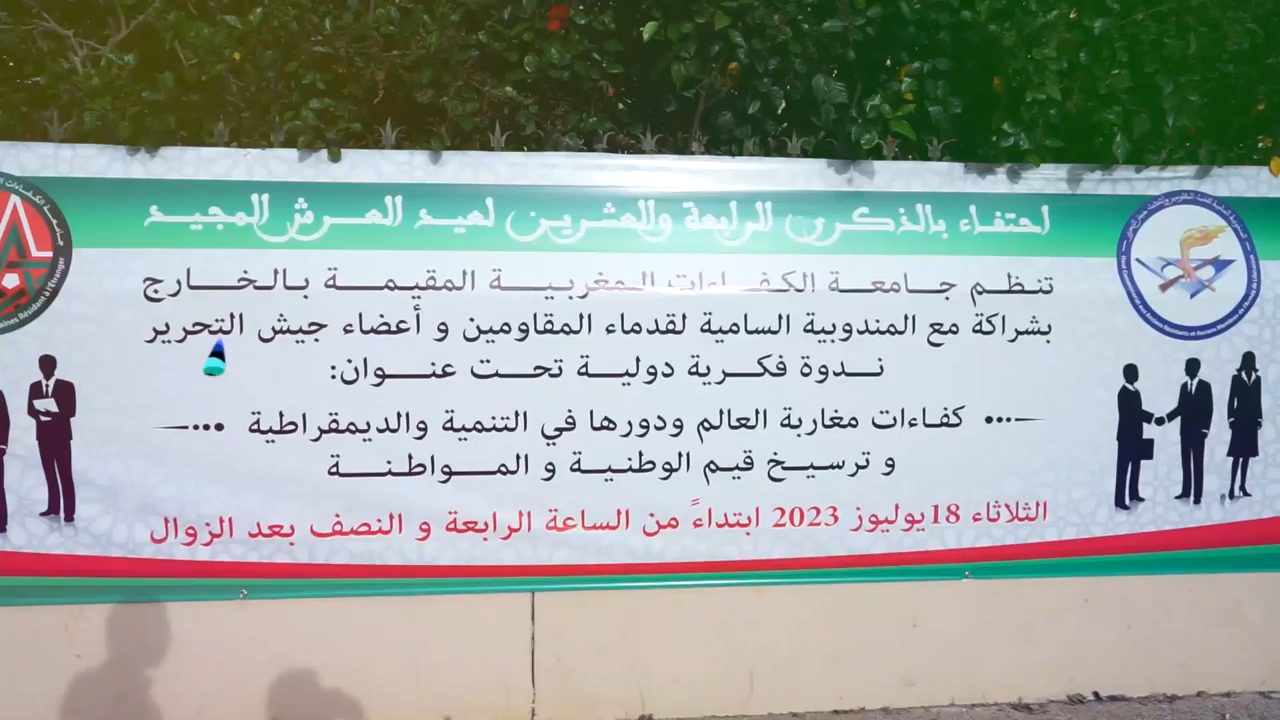 احتفاء بالذكرى الرابعة والعشرين لعيد العرش المجيد
تنظم جامعة الكفاءات المغربية المقيمة بالخارج
بشراكة مع المندوبية السامية لقدماء المقاومين و أعضاء جيش التحرير
ندوة فكرية دولية تحت عنوان:
كفاءات مغاربة العالم ودورها في التنمية والديمقراطية
و ترسيخ قيم الوطنية و المواطنة
الثلاثاء 18 يوليوز 2023 ابتداءً من الساعة الرابعة و النصف بعد الزوال